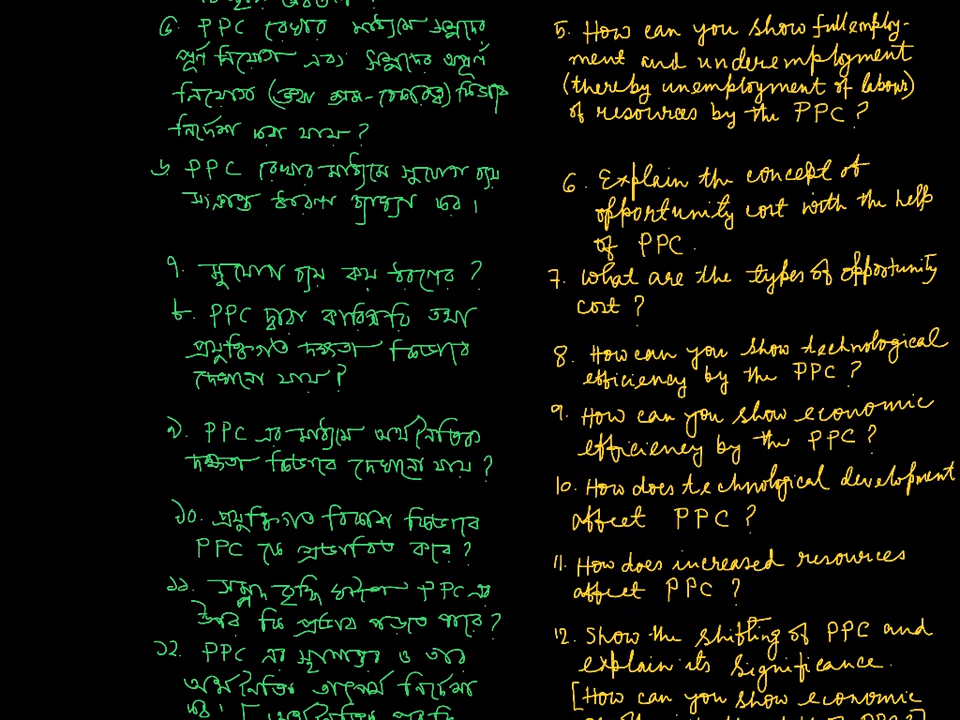 ৫. PPC রেখার মাধ্যমে সম্পদের
পূর্ণ নিয়োগ এবং সম্পদের অপূর্ণ
নিয়োগ (তথা শ্রম-বেকারত্ব) কিভাবে
নির্দেশ করা যায় ?
৬. PPC রেখার মাধ্যমে সুযোগ ব্যয়
সংক্রান্ত ধারণা ব্যাখ্যা কর ।
৭. সুযোগ ব্যয় কয় ধরণের ?
৮. PPC দ্বারা কারিগরি তথা
প্রযুক্তিগত দক্ষতা কিভাবে
দেখানো যায় ?
৯. PPC এর মাধ্যমে অর্থনৈতিক
দক্ষতা কিভাবে দেখানো যায় ?
১০. প্রযুক্তিগত বিকাশ কিভাবে
PPC কে প্রভাবিত করে ?
১১. সম্পদ বৃদ্ধি পাইলে PPC এর
উপর কি প্রভাব পড়তে পারে ?
১২. PPC এর স্থানান্তর ও তার
অর্থনৈতিক তাৎপর্য নির্দেশ
5. How can you show full employ-
ment and underemployment
(thereby unemployment of labour)
of resources by the PPC ?
6. Explain the concept of
opportunity cost with the help
of PPC.
7. What are the types of opportunity
cost ?
8. How can you show technological
efficiency by the PPC ?
9. How can you show economic
efficiency by the PPC ?
10. How does technological development
affect PPC ?
11. How does increased resources
affect PPC ?
12. Show the shifting of PPC and
explain its significance.
[How can you show economic